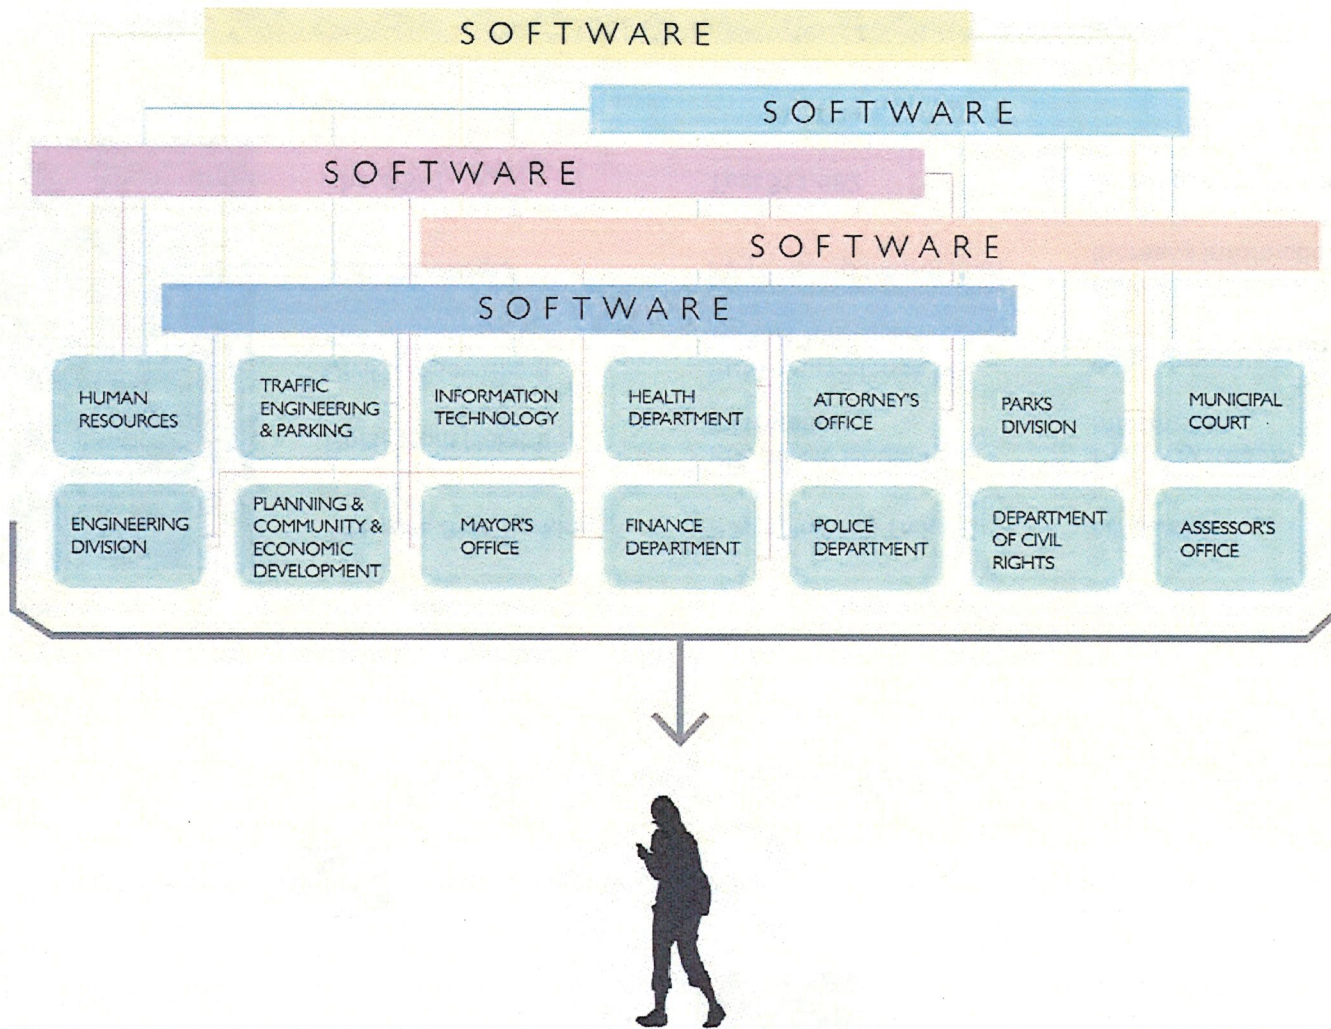 SOFTWARE
SOFTWARE
SOFTWARE
SOFTWARE
SOFTWARE
HUMAN
RESOURCES
TRAFFIC
ENGINEERING
& PARKING
INFORMATION
TECHNOLOGY
HEALTH
DEPARTMENT
ATTORNEY'S
OFFICE
PARKS
DIVISION
MUNICIPAL
COURT
ENGINEERING
DIVISION
PLANNING &
COMMUNITY &
ECONOMIC
DEVELOPMENT
MAYOR'S
OFFICE
FINANCE
DEPARTMENT
POLICE
DEPARTMENT
DEPARTMENT
OF CIVIL
RIGHTS
ASSESSOR'S
OFFICE